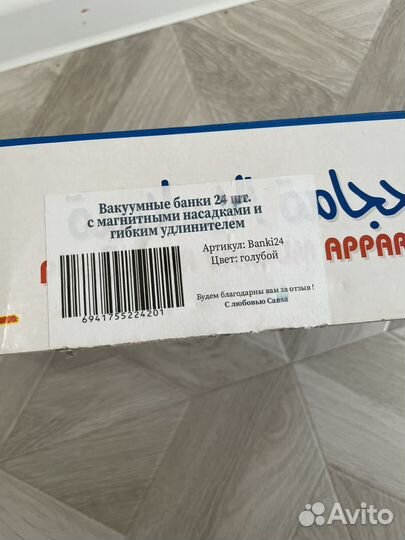 Вакуумные банки 24 шт.
с магнитными насадками и
гибким удлинителем
Артикул: Banki24
Цвет: голубой
6941755224201
Будем благодарны вам за отзыв !
С любовью Cansa
APPAR
Avito